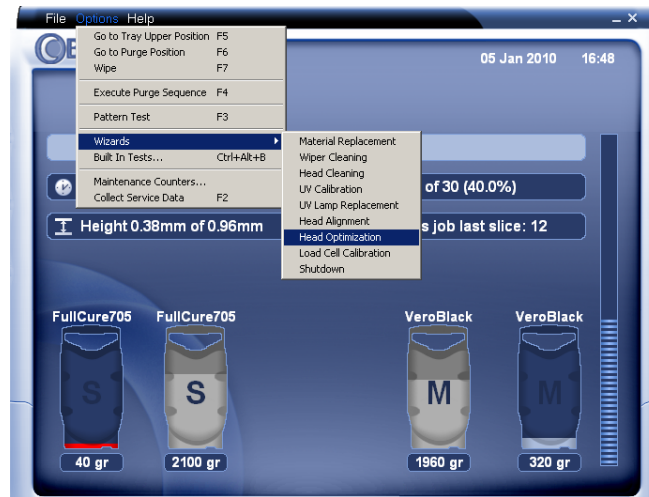 File Options Help
Go to Tray Upper Position F5
Go to Purge Position F6
Wipe F7
Execute Purge Sequence F4
Pattern Test F3
Wizards
Built In Tests... Ctrl+Alt+B
Maintenance Counters...
Collect Service Data F2
Material Replacement
Wiper Cleaning
Head Cleaning
UV Calibration
UV Lamp Replacement
Head Alignment
Head Optimization
Load Cell Calibration
Shutdown
05 Jan 2010 16:48
of 30 (40.0%)
Height 0.38mm of 0.96mm
s job last slice: 12
FullCure705 FullCure705 VeroBlack VeroBlack
S S M M
40 gr 2100 gr 1960 gr 320 gr